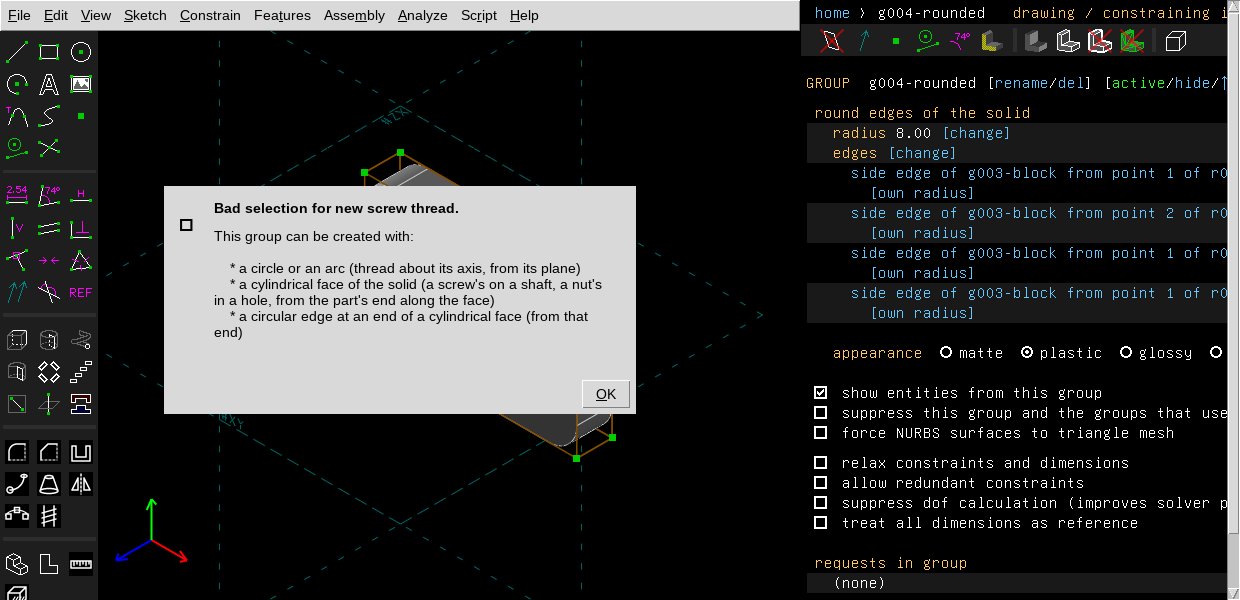 File Edit View Sketch Constrain Features Assembly Analyze Script Help
home ⟩ g004-rounded drawing / constraining i
T
2.54 74° H
V
REF
74°
GROUP g004-rounded [rename/del] [active/hide/↑
round edges of the solid
radius 8.00 [change]
edges [change]
side edge of g003-block from point 1 of r0
[own radius]
side edge of g003-block from point 2 of r0
[own radius]
side edge of g003-block from point 1 of r0
[own radius]
side edge of g003-block from point 1 of r0
[own radius]
appearance matte plastic glossy
show entities from this group
suppress this group and the groups that use
force NURBS surfaces to triangle mesh
relax constraints and dimensions
allow redundant constraints
suppress dof calculation (improves solver p
treat all dimensions as reference
requests in group
(none)
#ZX
#XY
Bad selection for new screw thread.
This group can be created with:
* a circle or an arc (thread about its axis, from its plane)
* a cylindrical face of the solid (a screw's on a shaft, a nut's
in a hole, from the part's end along the face)
* a circular edge at an end of a cylindrical face (from that
end)
OK